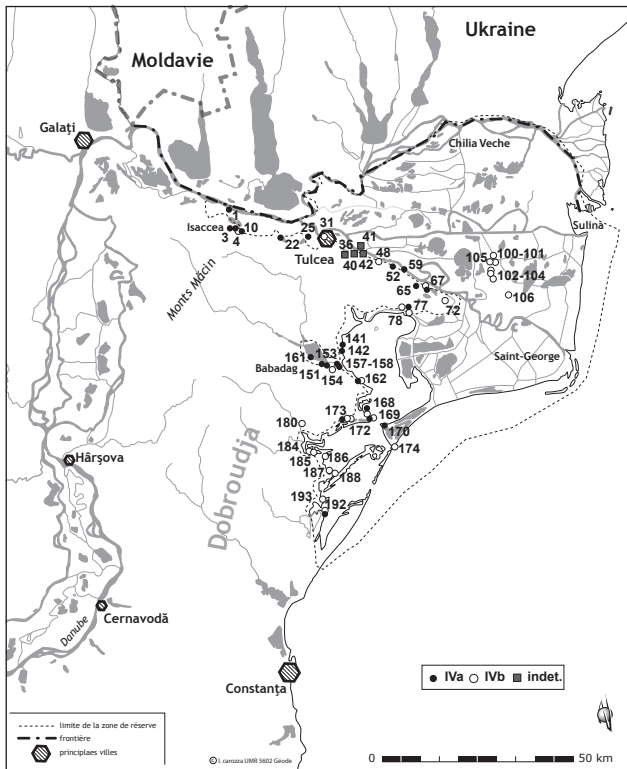 Ukraine
Moldavie
Galaţi
Chilia Veche
Sulina
1
Isaccea
3
4
10
22
25
31
Tulcea
36
41
40
42
48
52
59
65
67
72
77
78
105
100-101
102-104
106
Saint-George
Monts Măcin
141
142
161
153
Babadag
151
154
157-158
162
168
169
173
172
170
174
180
184
185
186
187
188
193
192
Hârşova
Dobroudja
Danube
Cernavodă
Constanţa
IVa
IVb
indet.
limite de la zone de réserve
frontière
principlaes villes
© l. carozza UMR 5602 Géode
0
50 km